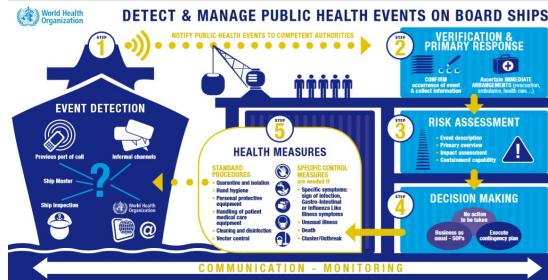 World Health
Organization
DETECT & MANAGE PUBLIC HEALTH EVENTS ON BOARD SHIPS
STEP
1
NOTIFY PUBLIC HEALTH EVENTS TO COMPETENT AUTHORITIES
EVENT DETECTION
Previous port of call
Informal channels
?
Ship Master
Ship Inspection
World Health
Organization
@
STEP
2
VERIFICATION &
PRIMARY RESPONSE
CONFIRM
occurrence of event
& collect information
Ascertain IMMEDIATE
ARRANGEMENTS (evacuation,
ambulance, health care...)
STEP
3
RISK ASSESSMENT
• Event description
• Primary overview
• Impact assessment
• Containment capability
!
STEP
4
DECISION MAKING
No action
to be taken
Business as
usual - SOPs
Execute
contingency plan
STEP
5
HEALTH MEASURES
STANDARD
PROCEDURES
• Quarantine and isolation
• Hand hygiene
• Personal protective
equipment
• Handling of patient
medical care
equipment
• Cleaning and disinfection
• Vector control
SPECIFIC CONTROL
MEASURES
are needed if
• Specific symptoms:
sign of infection,
Gastro-Intestinal
or Influenza Like
Illness symptoms
• Unusual illness
• Death
• Cluster/Outbreak
COMMUNICATION - MONITORING